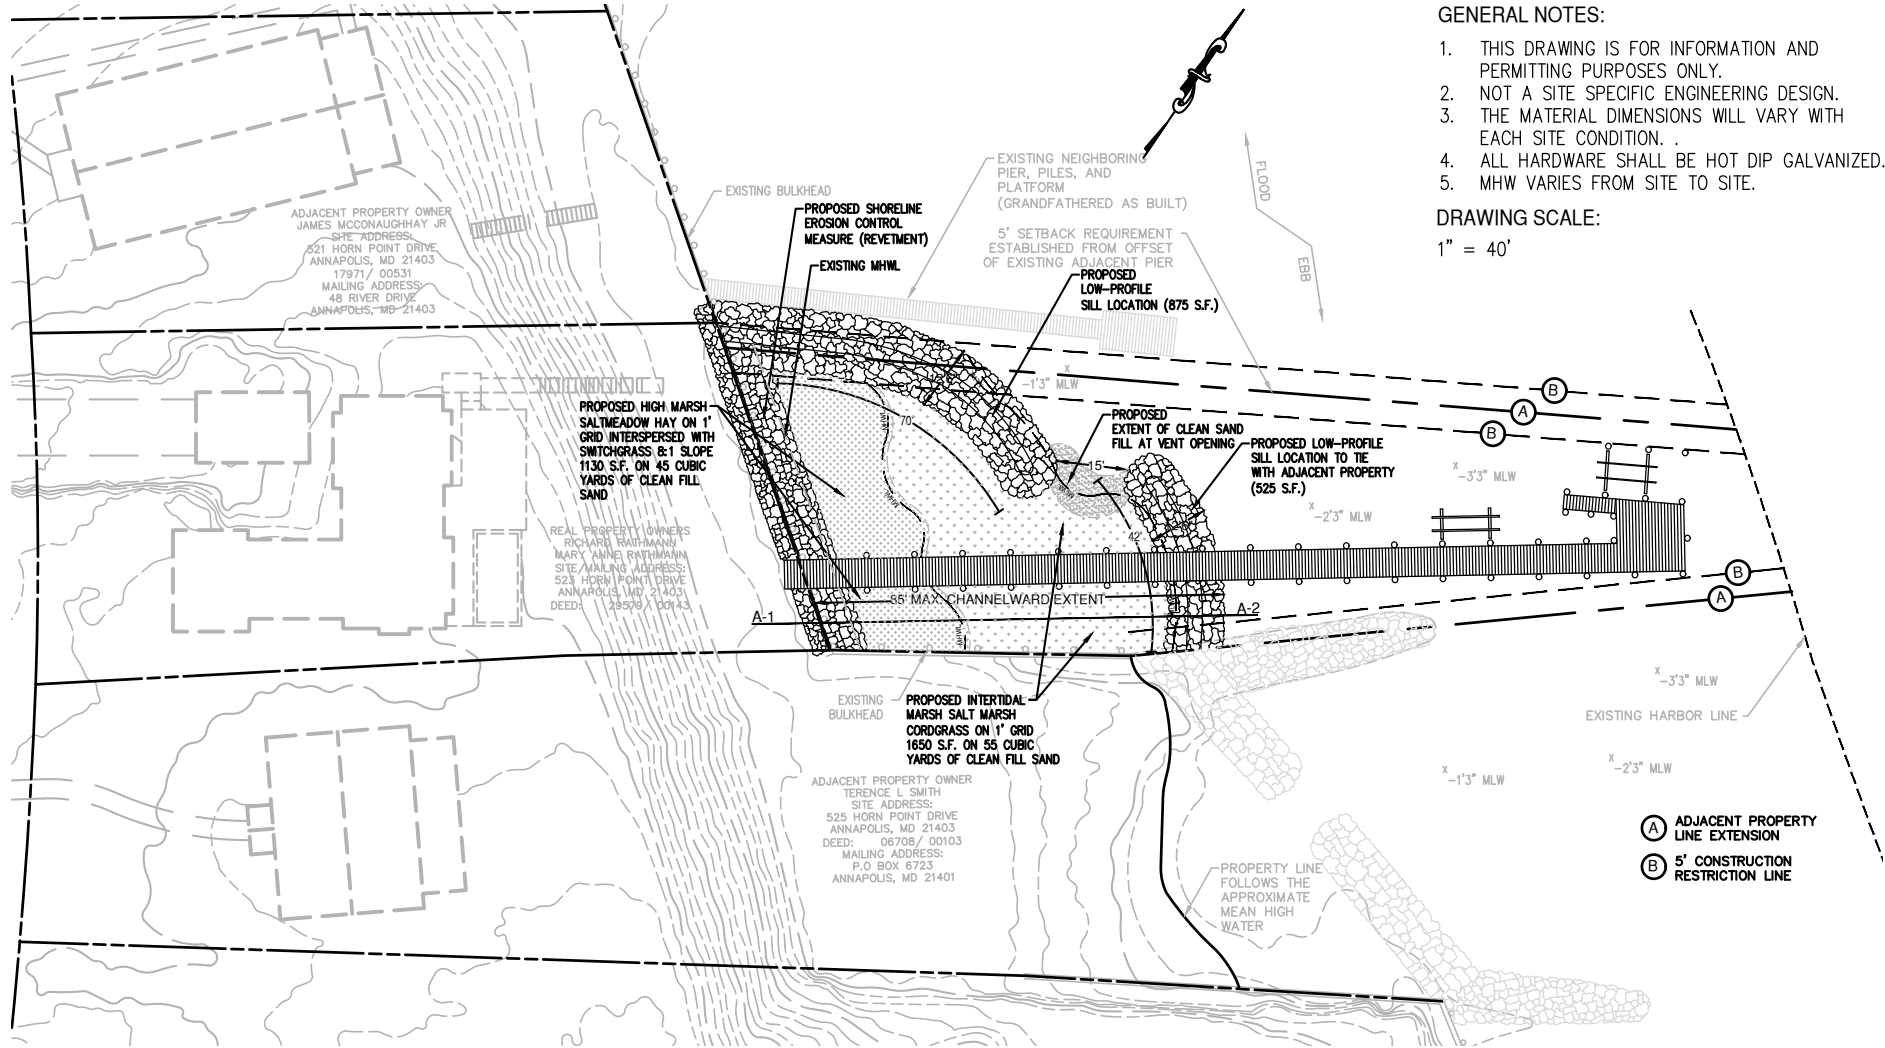 GENERAL NOTES:
1. THIS DRAWING IS FOR INFORMATION AND
PERMITTING PURPOSES ONLY.
2. NOT A SITE SPECIFIC ENGINEERING DESIGN.
3. THE MATERIAL DIMENSIONS WILL VARY WITH
EACH SITE CONDITION. .
4. ALL HARDWARE SHALL BE HOT DIP GALVANIZED.
5. MHW VARIES FROM SITE TO SITE.
DRAWING SCALE:
1" = 40'
FLOOD
EBB
EXISTING NEIGHBORING
PIER, PILES, AND
PLATFORM
(GRANDFATHERED AS BUILT)
5' SETBACK REQUIREMENT
ESTABLISHED FROM OFFSET
OF EXISTING ADJACENT PIER
EXISTING BULKHEAD
PROPOSED SHORELINE
EROSION CONTROL
MEASURE (REVETMENT)
EXISTING MHWL
PROPOSED
LOW-PROFILE
SILL LOCATION (875 S.F.)
ADJACENT PROPERTY OWNER
JAMES MCCONAUGHHAY JR
SITE ADDRESS:
521 HORN POINT DRIVE
ANNAPOLIS, MD 21403
17971/ 00531
MAILING ADDRESS:
48 RIVER DRIVE
ANNAPOLIS, MD 21403
PROPOSED HIGH MARSH
SALTMEADOW HAY ON 1'
GRID INTERSPERSED WITH
SWITCHGRASS 8:1 SLOPE
1130 S.F. ON 45 CUBIC
YARDS OF CLEAN FILL
SAND
-1'3" MLW
B
A
B
PROPOSED
EXTENT OF CLEAN SAND
FILL AT VENT OPENING
PROPOSED LOW-PROFILE
SILL LOCATION TO TIE
WITH ADJACENT PROPERTY
(525 S.F.)
70'
15'
42'
MHWL
MHWL
-3'3" MLW
-2'3" MLW
REAL PROPERTY OWNERS
RICHARD RATHMANN
MARY ANNE RATHMANN
SITE/MAILING ADDRESS:
523 HORN POINT DRIVE
ANNAPOLIS, MD 21403
DEED: 29579 / 00143
85' MAX. CHANNELWARD EXTENT
A-1
A-2
MHWL
B
A
EXISTING
BULKHEAD
PROPOSED INTERTIDAL
MARSH SALT MARSH
CORDGRASS ON 1' GRID
1650 S.F. ON 55 CUBIC
YARDS OF CLEAN FILL SAND
-3'3" MLW
EXISTING HARBOR LINE
-2'3" MLW
-1'3" MLW
ADJACENT PROPERTY OWNER
TERENCE L SMITH
SITE ADDRESS:
525 HORN POINT DRIVE
ANNAPOLIS, MD 21403
DEED: 06708/ 00103
MAILING ADDRESS:
P.O BOX 6723
ANNAPOLIS, MD 21401
PROPERTY LINE
FOLLOWS THE
APPROXIMATE
MEAN HIGH
WATER
A ADJACENT PROPERTY
LINE EXTENSION
B 5' CONSTRUCTION
RESTRICTION LINE